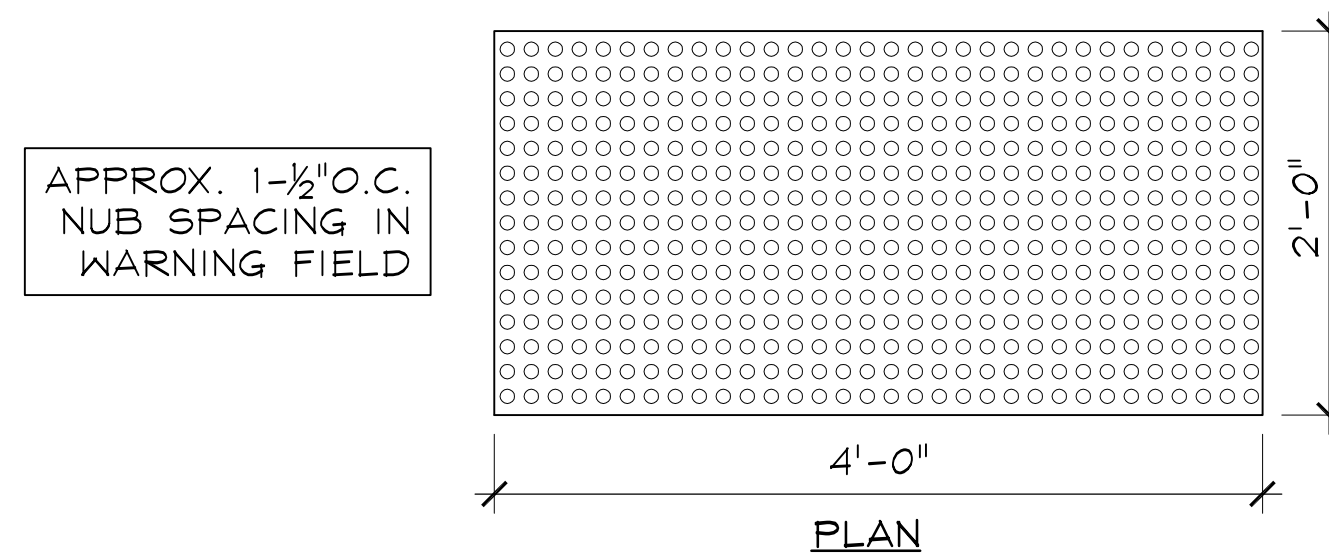 APPROX. 1-½"O.C.
NUB SPACING IN
WARNING FIELD
2'-0"
4'-0"
PLAN